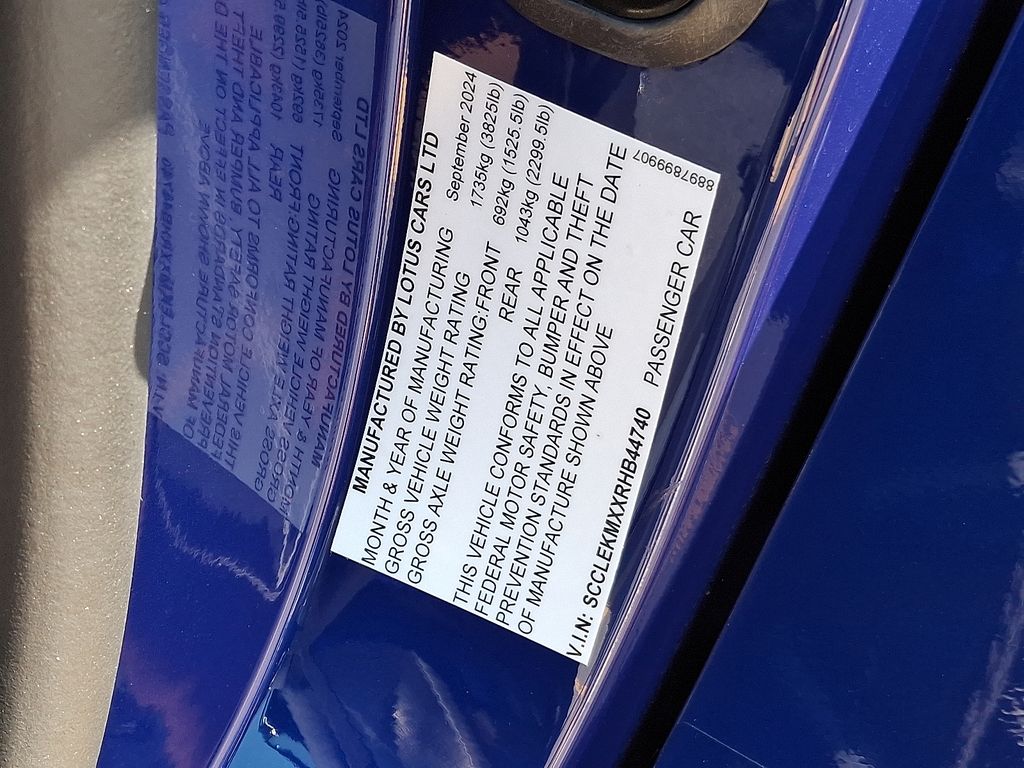 MANUFACTURED BY LOTUS CARS LTD
MONTH & YEAR OF MANUFACTURING September 2024
GROSS VEHICLE WEIGHT RATING 1735kg (3825lb)
GROSS AXLE WEIGHT RATING:FRONT 692kg (1525.5lb)
REAR 1043kg (2299.5lb)
THIS VEHICLE CONFORMS TO ALL APPLICABLE
FEDERAL MOTOR SAFETY, BUMPER AND THEFT
PREVENTION STANDARDS IN EFFECT ON THE DATE
OF MANUFACTURE SHOWN ABOVE
V.I.N: SCCLEKMXXRHB44740 PASSENGER CAR
8897899907